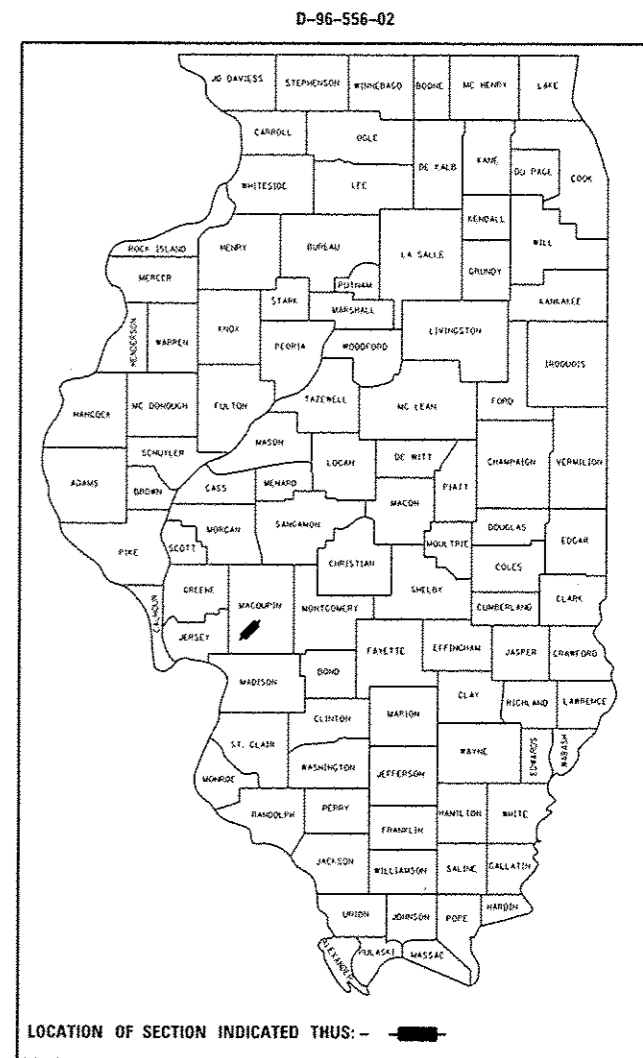 D-96-556-02
JO DAVIESS STEPHENSON WINNEBAGO BOONE MC HENRY LAKE
CARROLL OGLE DE KALB KANE DU PAGE COOK
WHITESIDE LEE KENDALL WILL
ROCK ISLAND HENRY BUREAU LA SALLE GRUNDY
MERCER PUTNAM KANKAKEE
STARK MARSHALL LIVINGSTON
HENDERSON WARREN KNOX PEORIA WOODFORD IROQUOIS
HANCOCK MC DONOUGH FULTON TAZEWELL MC LEAN FORD
MASON
SCHUYLER LOGAN DE WITT CHAMPAIGN VERMILION
ADAMS BROWN CASS MENARD MACON PIATT
MORGAN SANGAMON DOUGLAS
PIKE SCOTT CHRISTIAN MOULTRIE EDGAR
COLES
GREENE SHELBY CLARK
CALHOUN MACOUPIN MONTGOMERY CUMBERLAND
JERSEY FAYETTE EFFINGHAM JASPER CRAWFORD
MADISON BOND
CLAY RICHLAND LAWRENCE
CLINTON MARION
ST. CLAIR WAYNE EDWARDS WABASH
MONROE WASHINGTON JEFFERSON
RANDOLPH PERRY HAMILTON WHITE
FRANKLIN
JACKSON WILLIAMSON SALINE GALLATIN
UNION JOHNSON POPE HARDIN
ALEXANDER PULASKI MASSAC
LOCATION OF SECTION INDICATED THUS: -